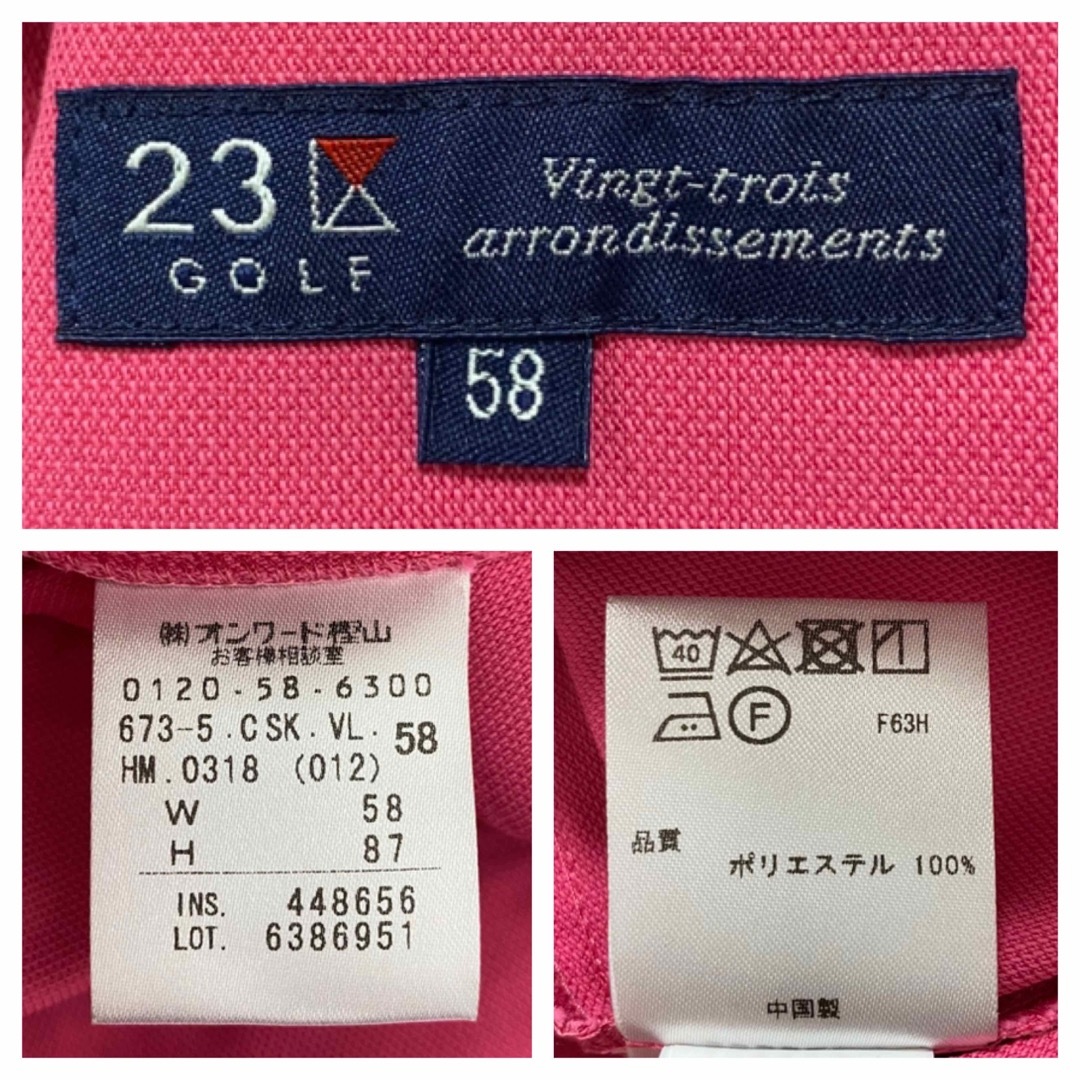 23
GOLF
Vingt-trois
arrondissements
58
㈱オンワード樫山
お客様相談室
0120-58-6300
673-5.CSK.VL. 58
HM.0318 (012)
W 58
H 87
INS. 448656
LOT. 6386951
40
F F63H
品質
ポリエステル 100%
中国製